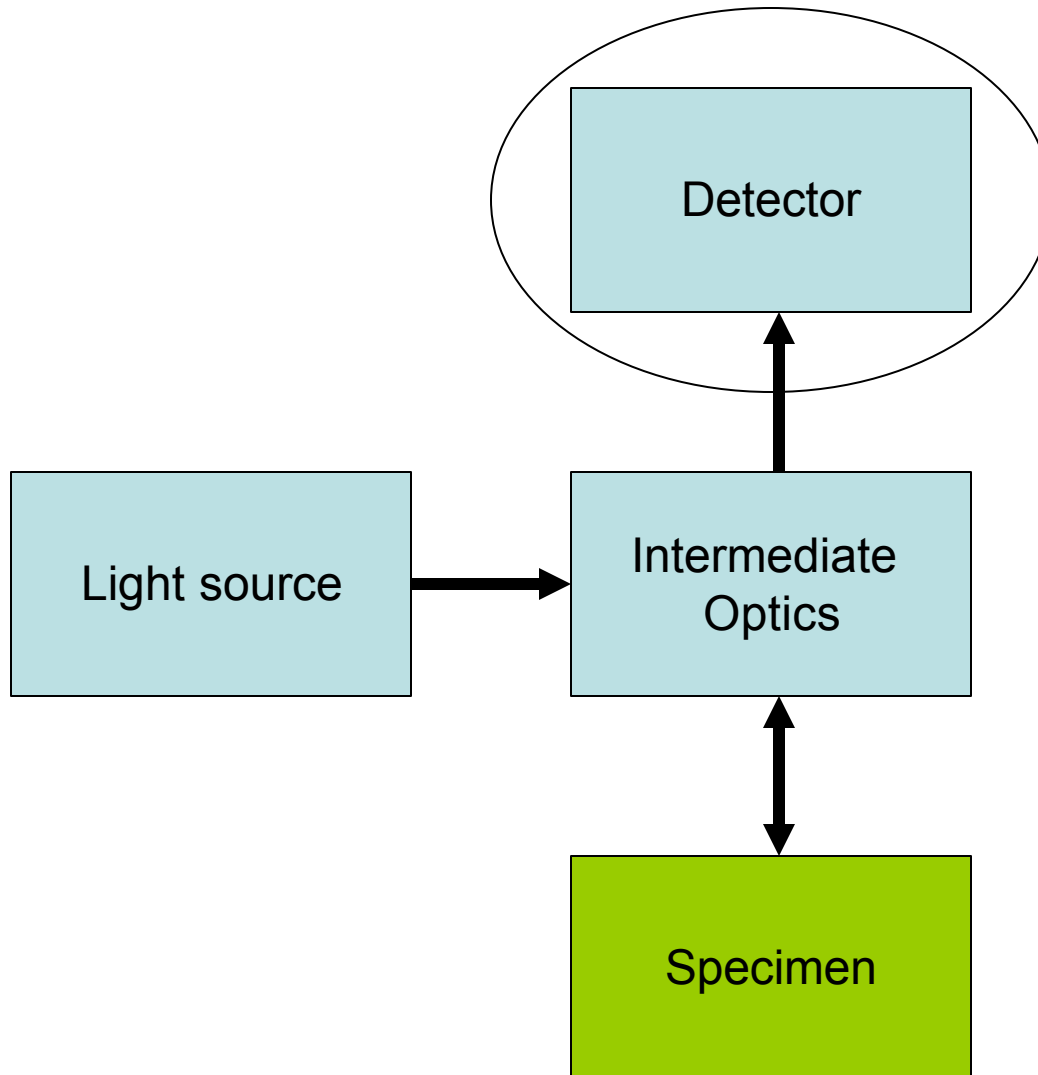 Detector
Light source
Intermediate
Optics
Specimen